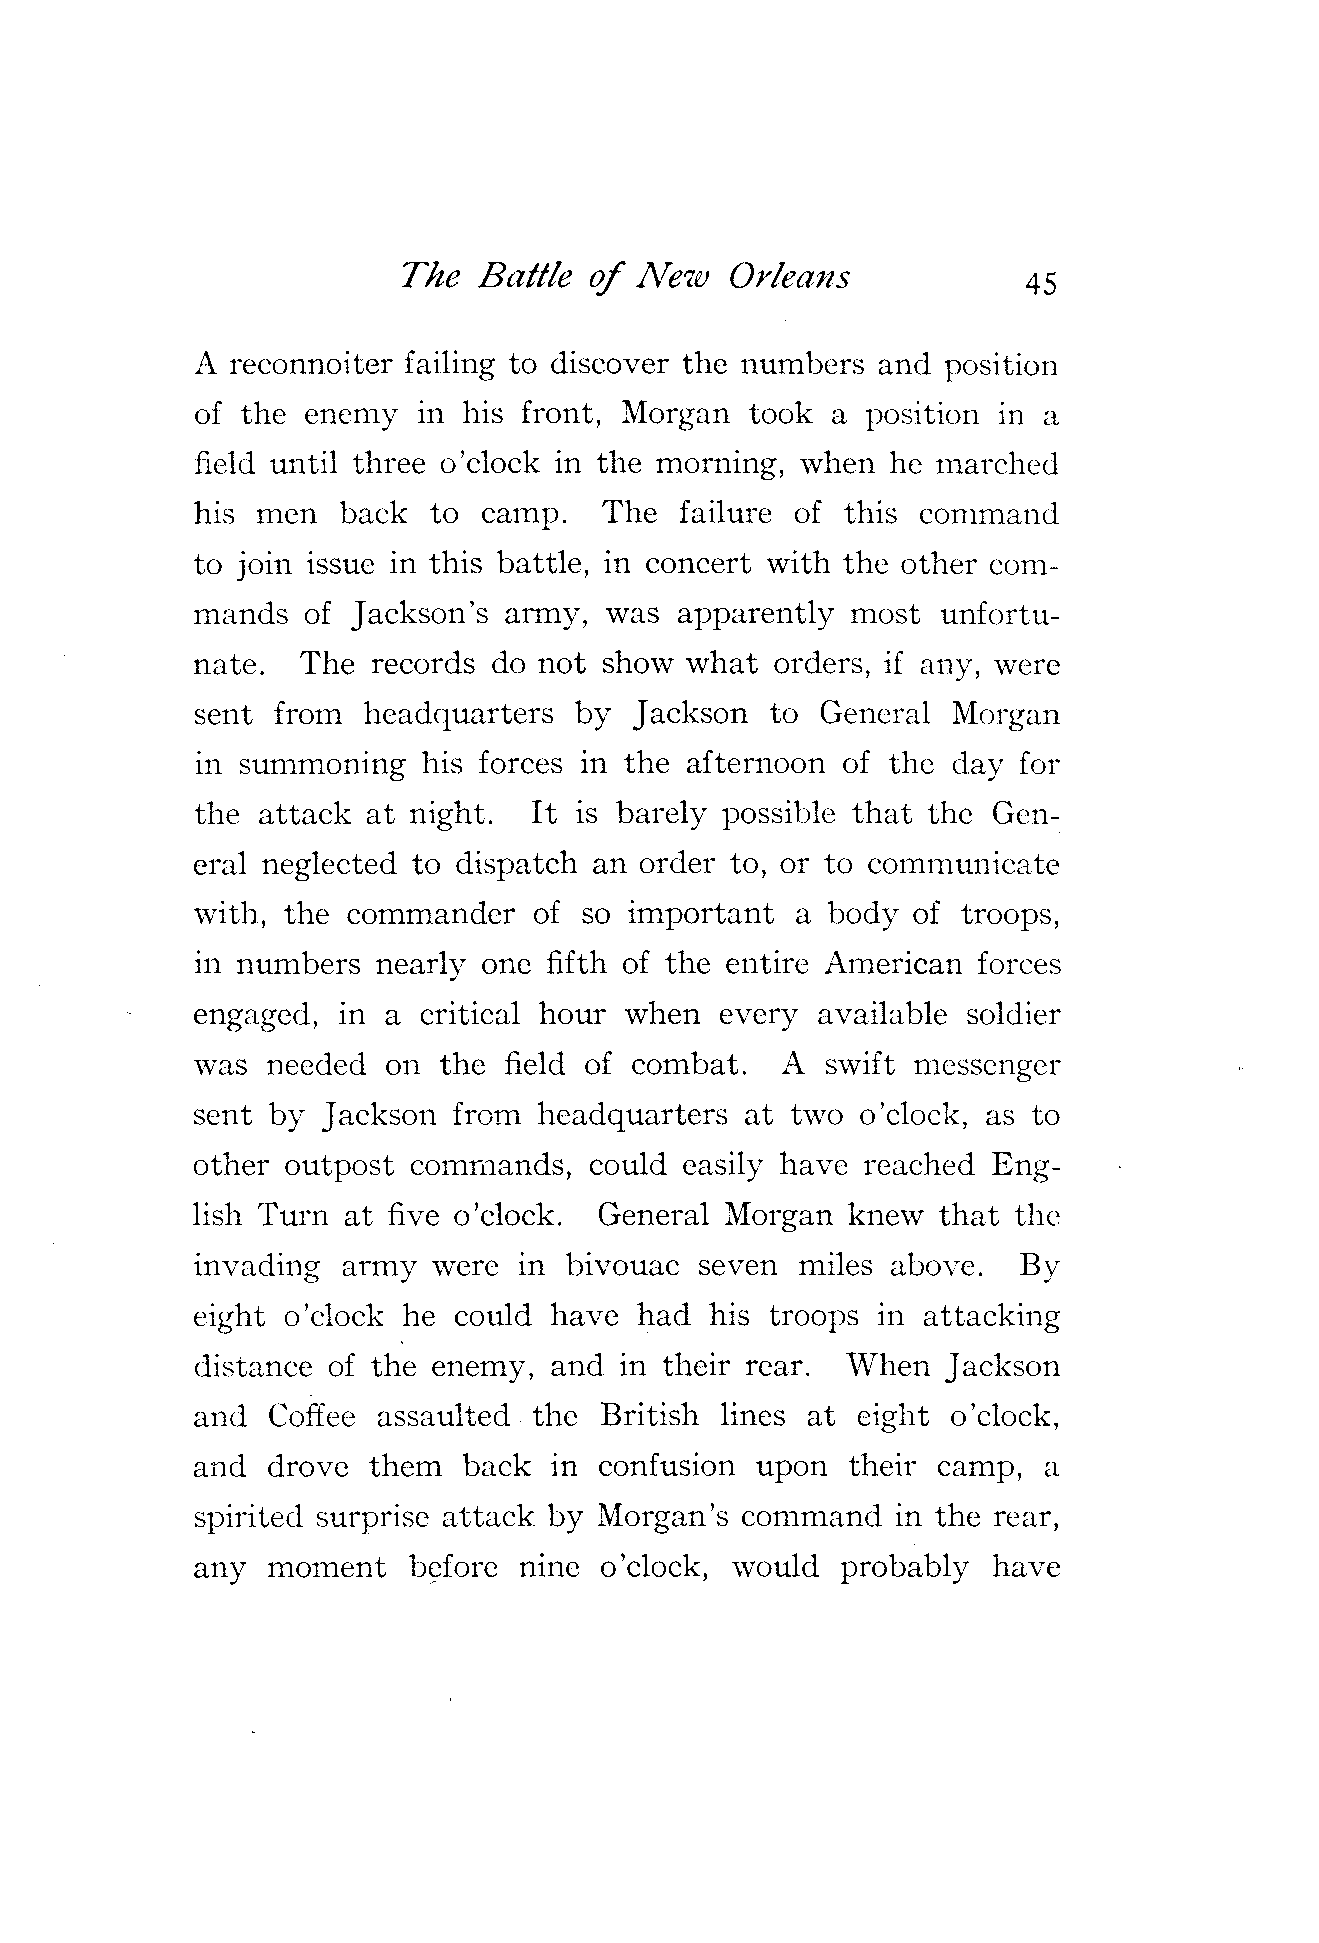 The Battle of New Orleans 45
A reconnoiter failing to discover the numbers and position
of the enemy in his front, Morgan took a position in a
field until three o'clock in the morning, when he marched
his men back to camp. The failure of this command
to join issue in this battle, in concert with the other com-
mands of Jackson's army, was apparently most unfortu-
nate. The records do not show what orders, if any, were
sent from headquarters by Jackson to General Morgan
in summoning his forces in the afternoon of the day for
the attack at night. It is barely possible that the Gen-
eral neglected to dispatch an order to, or to communicate
with, the commander of so important a body of troops,
in numbers nearly one fifth of the entire American forces
engaged, in a critical hour when every available soldier
was needed on the field of combat. A swift messenger
sent by Jackson from headquarters at two o'clock, as to
other outpost commands, could easily have reached Eng-
lish Turn at five o'clock. General Morgan knew that the
invading army were in bivouac seven miles above. By
eight o'clock he could have had his troops in attacking
distance of the enemy, and in their rear. When Jackson
and Coffee assaulted the British lines at eight o'clock,
and drove them back in confusion upon their camp, a
spirited surprise attack by Morgan's command in the rear,
any moment before nine o'clock, would probably have